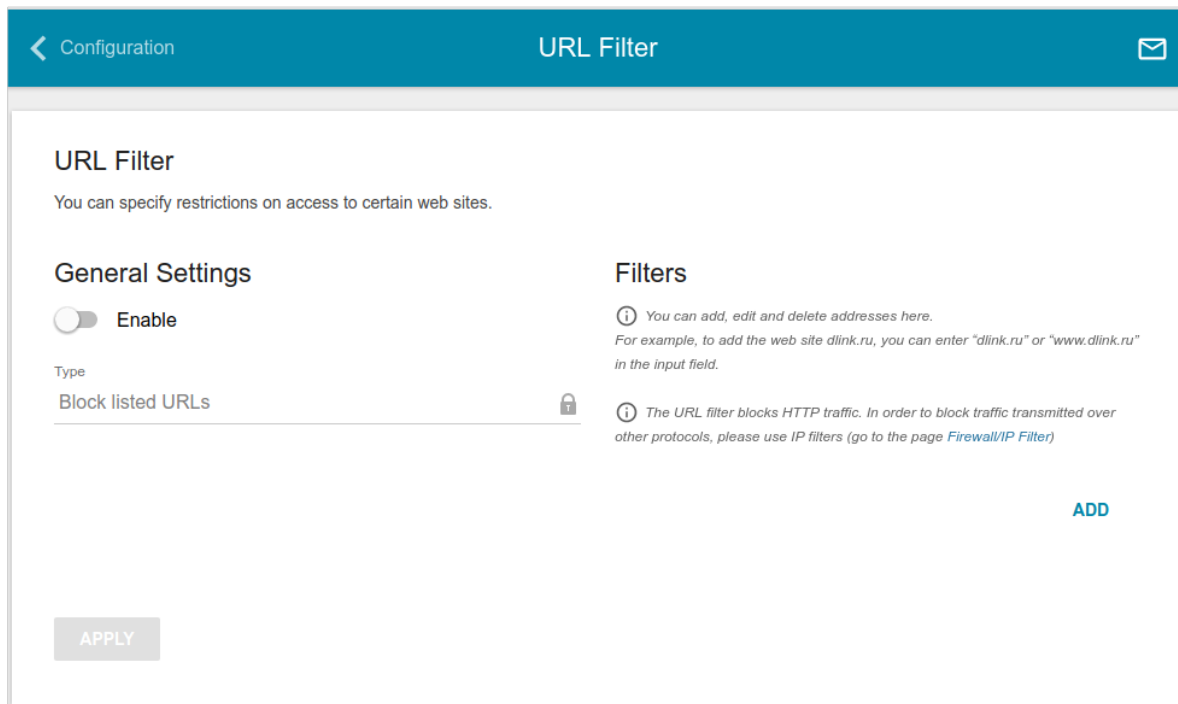 Configuration
URL Filter
URL Filter
You can specify restrictions on access to certain web sites.
General Settings
Enable
Type
Block listed URLs
Filters
You can add, edit and delete addresses here.
For example, to add the web site dlink.ru, you can enter “dlink.ru” or “www.dlink.ru”
in the input field.
The URL filter blocks HTTP traffic. In order to block traffic transmitted over
other protocols, please use IP filters (go to the page Firewall/IP Filter)
ADD
APPLY